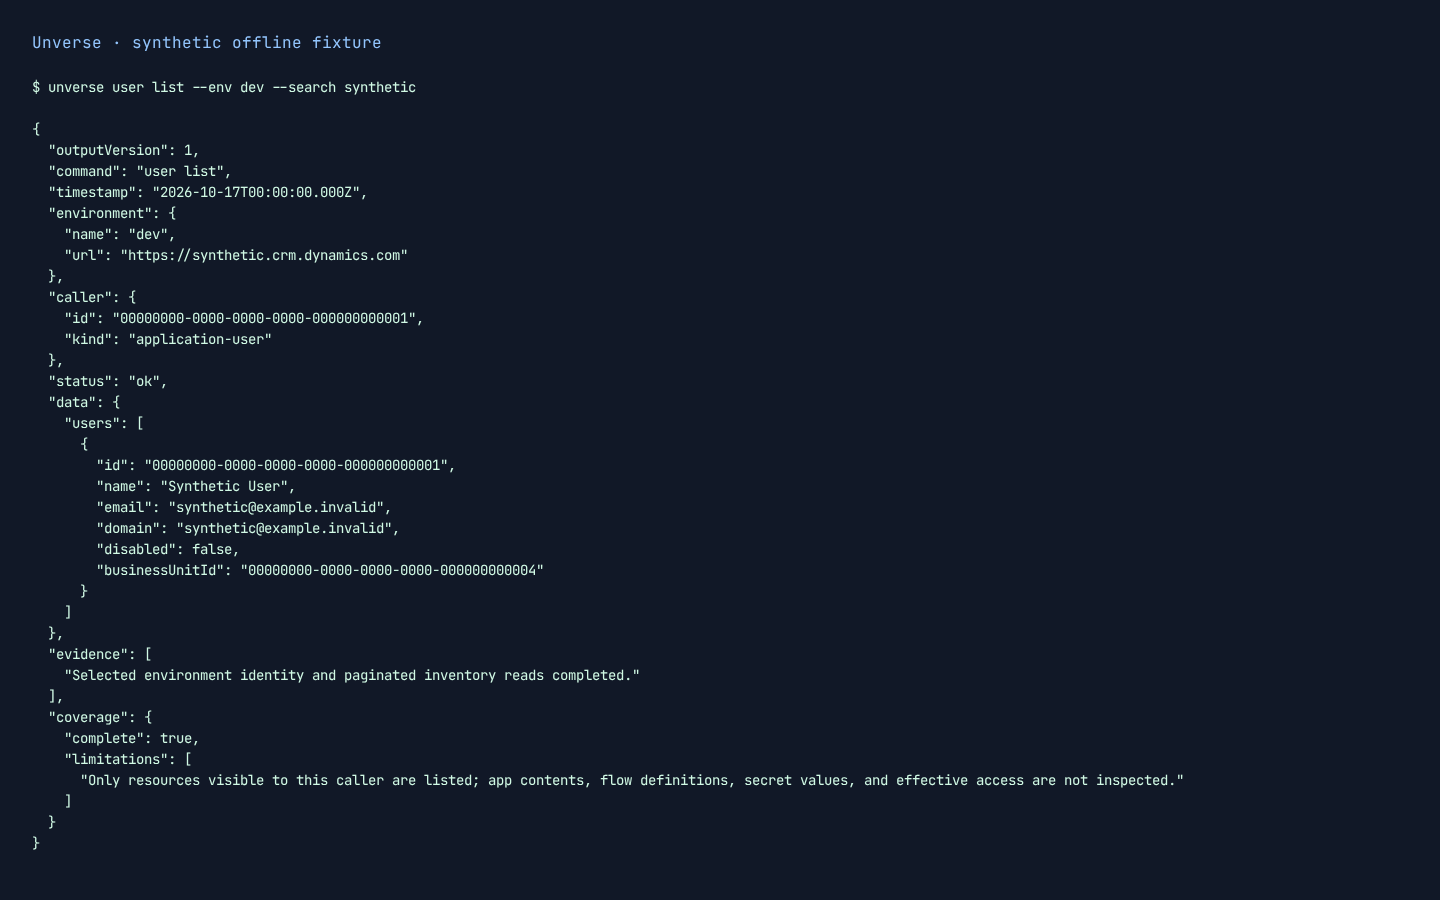 Unverse · synthetic offline fixture
$ unverse user list --env dev --search synthetic
{
  "outputVersion": 1,
  "command": "user list",
  "timestamp": "2026-10-17T00:00:00.000Z",
  "environment": {
    "name": "dev",
    "url": "https://synthetic.crm.dynamics.com"
  },
  "caller": {
    "id": "00000000-0000-0000-0000-000000000001",
    "kind": "application-user"
  },
  "status": "ok",
  "data": {
    "users": [
      {
        "id": "00000000-0000-0000-0000-000000000001",
        "name": "Synthetic User",
        "email": "synthetic@example.invalid",
        "domain": "synthetic@example.invalid",
        "disabled": false,
        "businessUnitId": "00000000-0000-0000-0000-000000000004"
      }
    ]
  },
  "evidence": [
    "Selected environment identity and paginated inventory reads completed."
  ],
  "coverage": {
    "complete": true,
    "limitations": [
      "Only resources visible to this caller are listed; app contents, flow definitions, secret values, and effective access are not inspected."
    ]
  }
}